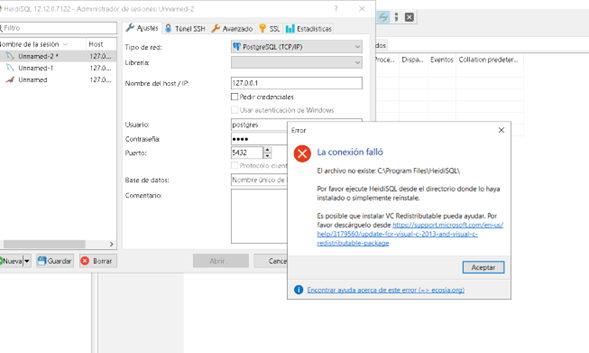 HeidiSQL 12.12.0.7122 - Administrador de sesiones: Unnamed-2
Filtro
Nombre de la sesión
Host
Unnamed-2 *
127.0...
Unnamed-1
127.0...
Unnamed
127.0...
Nueva
Guardar
Borrar
Ajustes
Túnel SSH
Avanzado
SSL
Estadísticas
Tipo de red:
PostgreSQL (TCP/IP)
Librería:
Nombre del host / IP:
127.0.0.1
Pedir credenciales
Usar autenticación de Windows
Usuario:
postgres
Contraseña:
Puerto:
5432
Protocolo client
Base de datos:
Nombre único de
Comentario:
Abrir
Cance
dos
Proce...
Dispa...
Eventos
Collation predeter...
Error
La conexión falló
El archivo no existe: C:\Program Files\HeidiSQL\
Por favor ejecute HeidiSQL desde el directorio donde lo haya
instalado o simplemente reinstale.
Es posible que instalar VC Redistributable pueda ayudar. Por
favor descárguelo desde https://support.microsoft.com/en-us/
help/3179560/update-for-visual-c-2013-and-visual-c-
redistributable-package
Aceptar
Encontrar ayuda acerca de este error (=> ecosia.org)